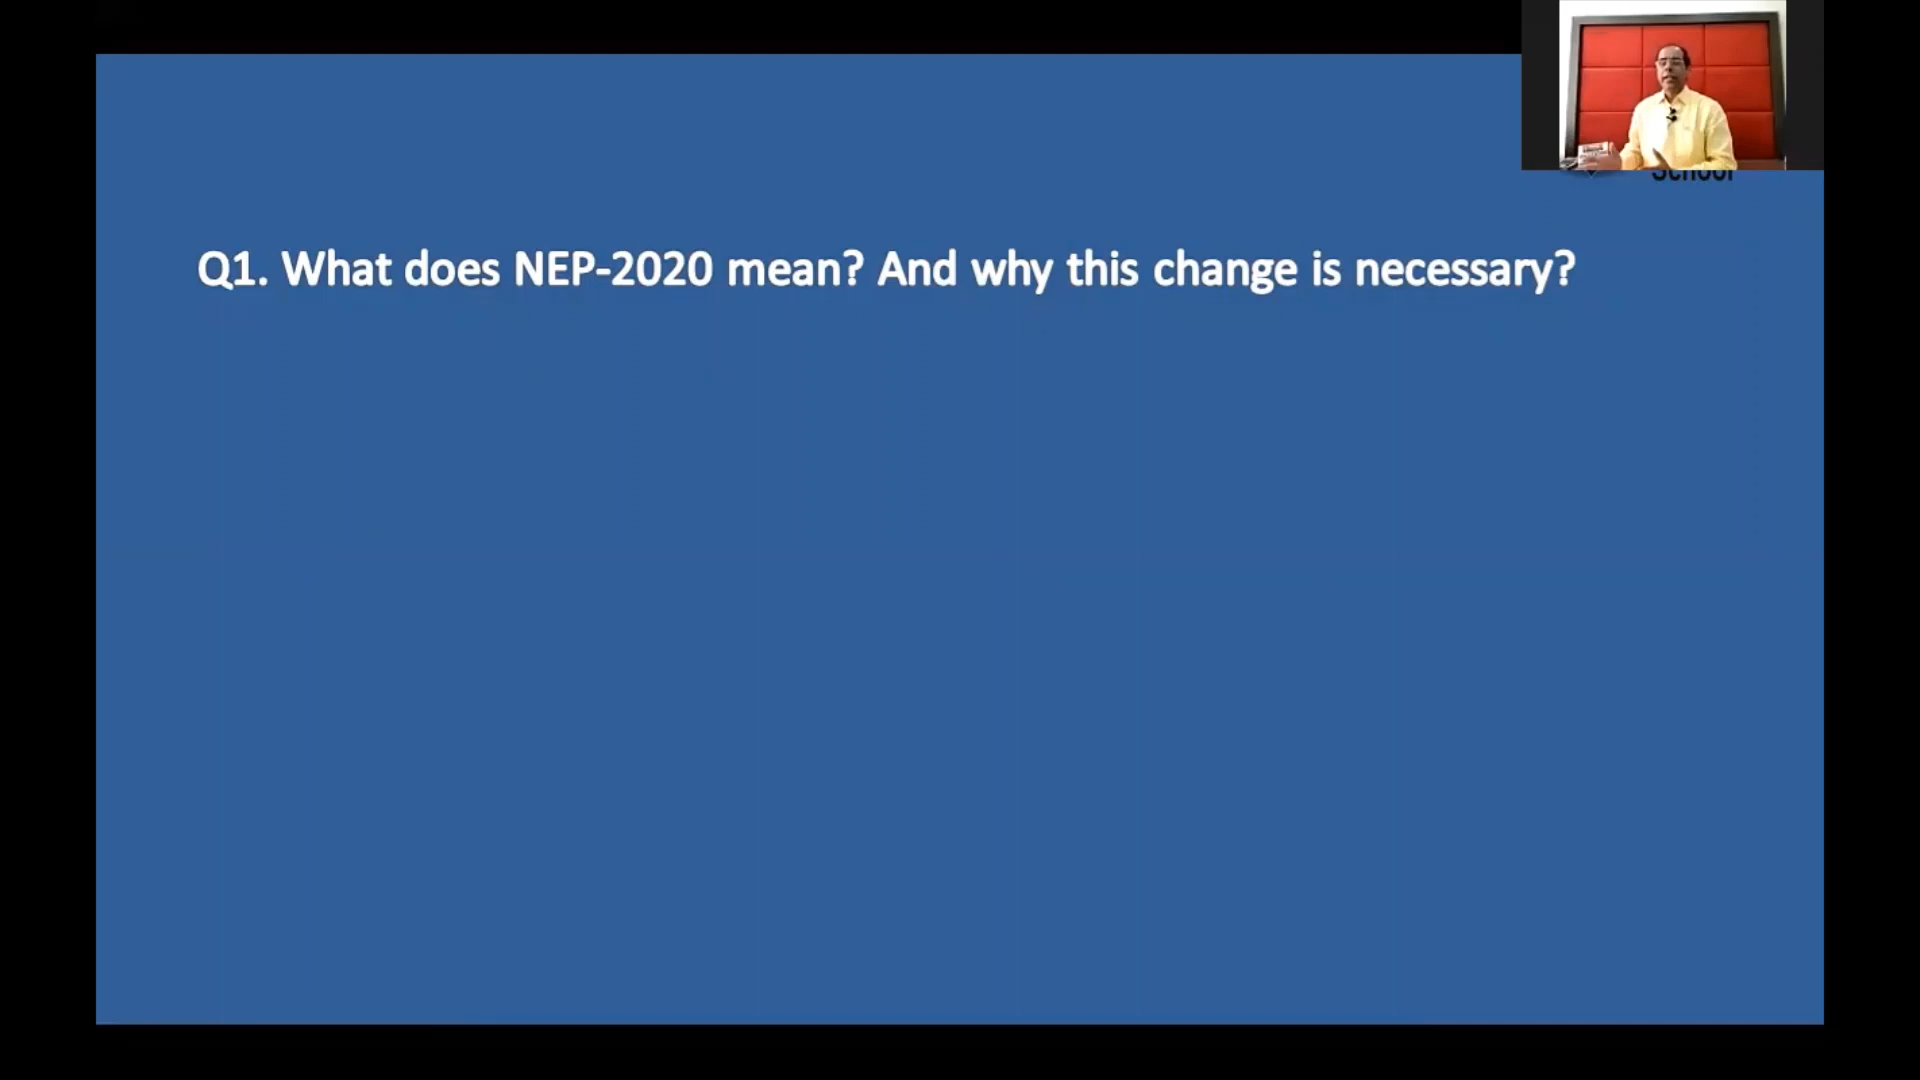 School
Q1. What does NEP-2020 mean? And why this change is necessary?